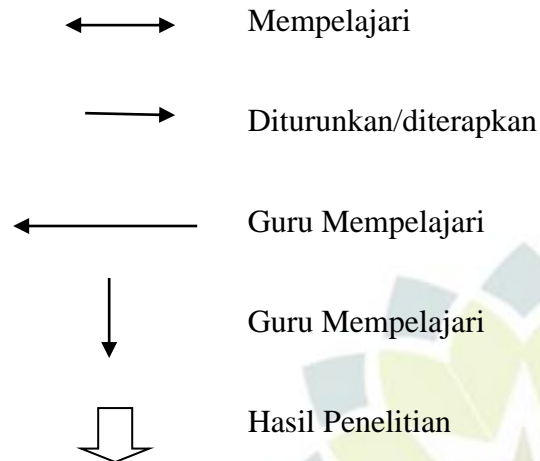 Mempelajari
Diturunkan/diterapkan
Guru Mempelajari
Guru Mempelajari
Hasil Penelitian